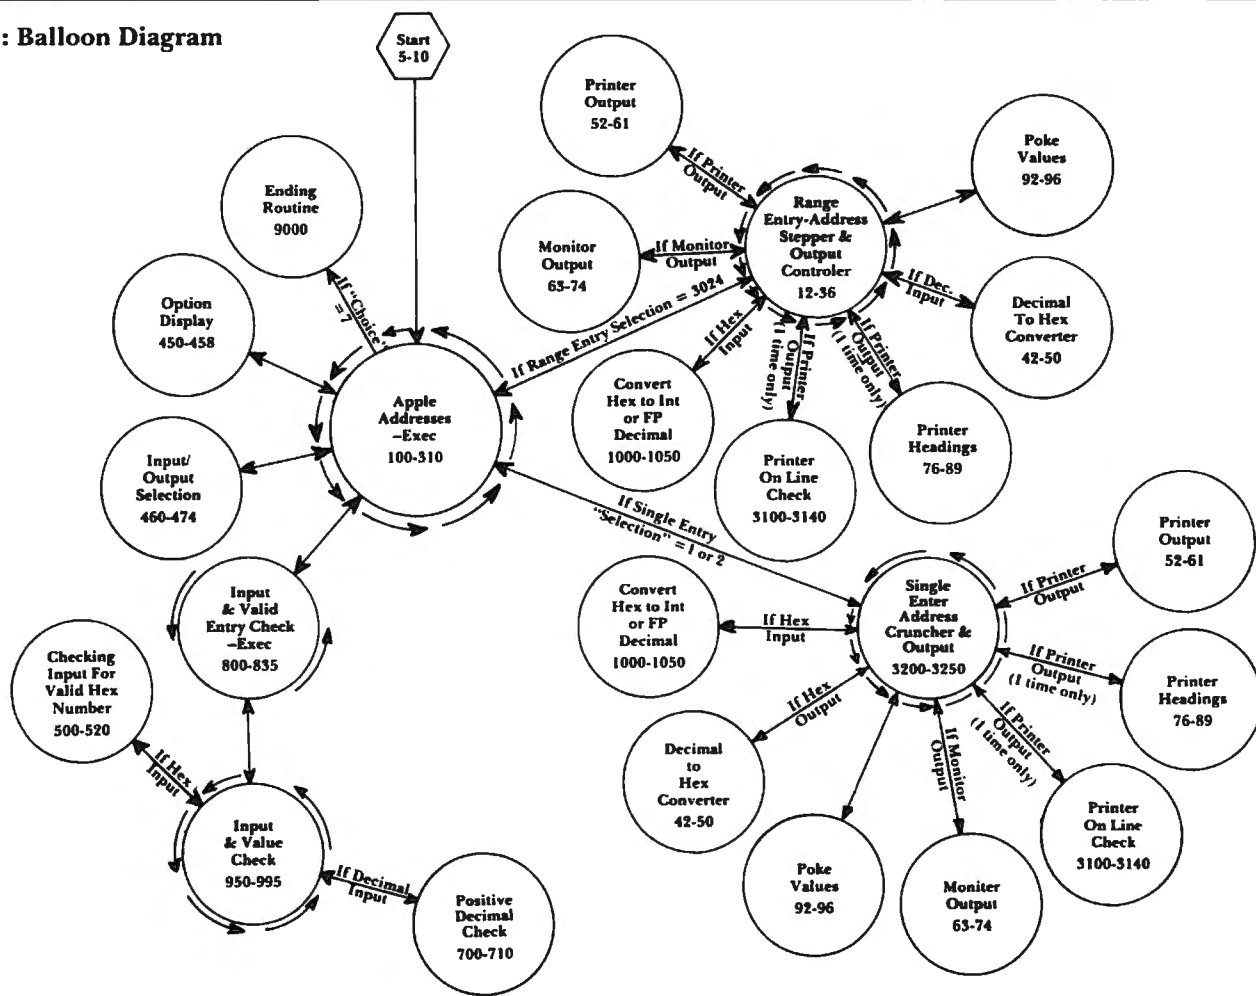 : Balloon Diagram
Start
5-10
Printer
Output
52-61
Poke
Values
92-96
Ending
Routine
9000
If Printer
Output
Range
Entry-Address
Stepper &
Output
Controler
12-36
Monitor
Output
63-74
If Monitor
Output
If Dec.
Input
Decimal
To Hex
Converter
42-50
Option
Display
450-458
If "Choice"
= 7
If Range Entry Selection = 3024
If Hex
Input
If Printer
Output
(1 time only)
If Printer
Output
(1 time only)
Convert
Hex to Int
or FP
Decimal
1000-1050
Printer
On Line
Check
3100-3140
Printer
Headings
76-89
Apple
Addresses
–Exec
100-310
Input/
Output
Selection
460-474
If Single Entry
"Selection" = 1 or 2
Input
& Valid
Entry Check
–Exec
800-835
Convert
Hex to Int
or FP
Decimal
1000-1050
If Hex
Input
Single
Enter
Address
Cruncher &
Output
3200-3250
If Printer
Output
Printer
Output
52-61
If Printer
Output
(1 time only)
Printer
Headings
76-89
Checking
Input For
Valid Hex
Number
500-520
If Hex
Input
If Hex
Output
Decimal
to
Hex
Converter
42-50
If Monitor
Output
If Printer
Output
(1 time only)
Printer
On Line
Check
3100-3140
Input
& Value
Check
950-995
If Decimal
Input
Positive
Decimal
Check
700-710
Poke
Values
92-96
Moniter
Output
63-74